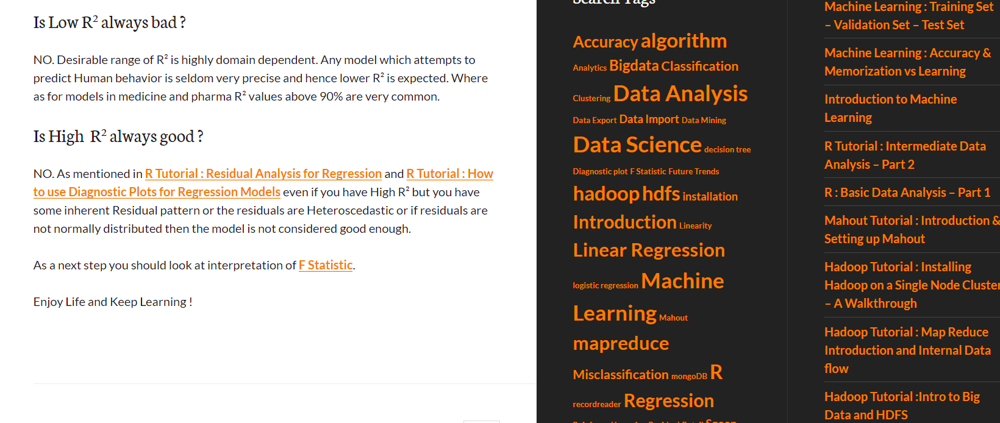 Is Low R² always bad ?
NO. Desirable range of R² is highly domain dependent. Any model which attempts to
predict Human behavior is seldom very precise and hence lower R² is expected. Where
as for models in medicine and pharma R² values above 90% are very common.
Is High R² always good ?
NO. As mentioned in R Tutorial : Residual Analysis for Regression and R Tutorial : How
to use Diagnostic Plots for Regression Models even if you have High R² but you have
some inherent Residual pattern or the residuals are Heteroscedastic or if residuals are
not normally distributed then the model is not considered good enough.
As a next step you should look at interpretation of F Statistic.
Enjoy Life and Keep Learning !
Search Tags
Accuracy algorithm
Analytics Bigdata Classification
Clustering Data Analysis
Data Export Data Import Data Mining
Data Science decision tree
Diagnostic plot F Statistic Future Trends
hadoop hdfs installation
Introduction Linearity
Linear Regression
logistic regression Machine
Learning Mahout
mapreduce
Misclassification mongoDB R
recordreader Regression
Machine Learning : Training Set
– Validation Set – Test Set
Machine Learning : Accuracy &
Memorization vs Learning
Introduction to Machine
Learning
R Tutorial : Intermediate Data
Analysis – Part 2
R : Basic Data Analysis – Part 1
Mahout Tutorial : Introduction &
Setting up Mahout
Hadoop Tutorial : Installing
Hadoop on a Single Node Cluster
– A Walkthrough
Hadoop Tutorial : Map Reduce
Introduction and Internal Data
flow
Hadoop Tutorial :Intro to Big
Data and HDFS